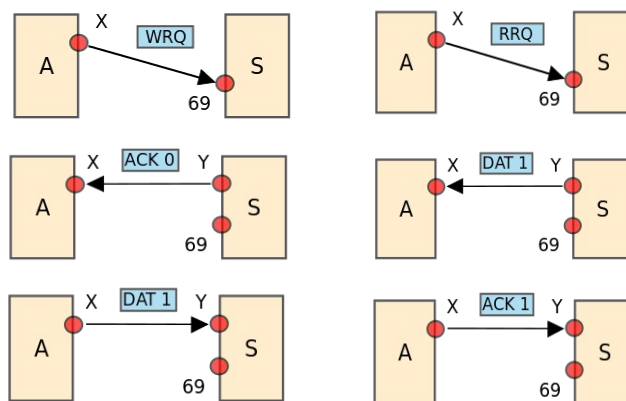 X WRQ
A S
69
X RRQ
A S
69
X ACK 0 Y
A S
69
X DAT 1 Y
A S
69
X DAT 1 Y
A S
69
X ACK 1 Y
A S
69